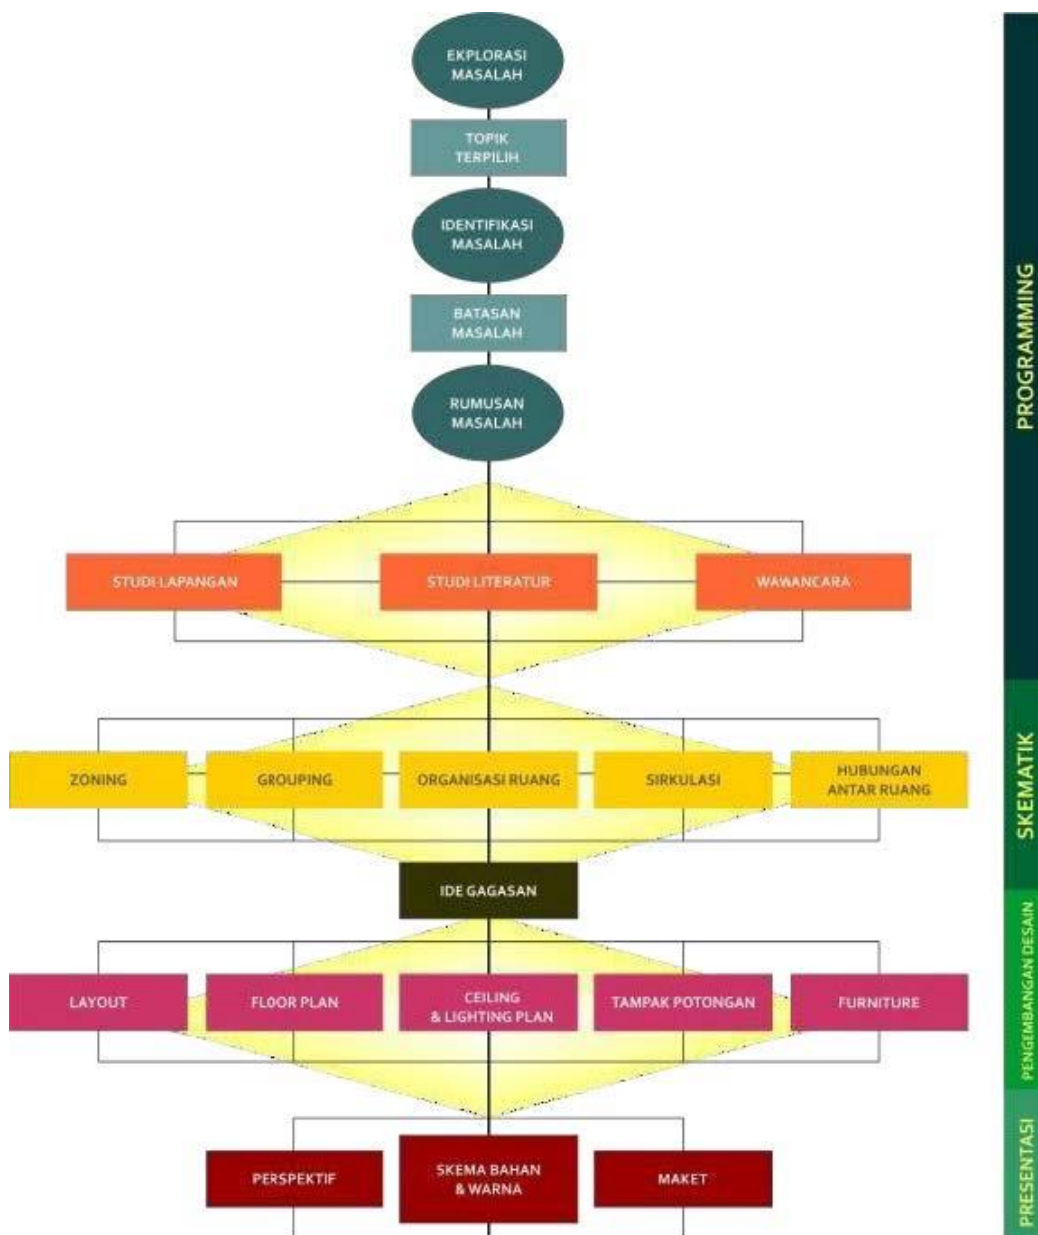 EKPLORASI
MASALAH
TOPIK
TERPILIH
IDENTIFIKASI
MASALAH
BATASAN
MASALAH
RUMUSAN
MASALAH
STUDI LAPANGAN
STUDI LITERATUR
WAWANCARA
ZONING
GROUPING
ORGANISASI RUANG
SIRKULASI
HUBUNGAN
ANTAR RUANG
IDE GAGASAN
LAYOUT
FLOOR PLAN
CEILING
& LIGHTING PLAN
TAMPAK POTONGAN
FURNITURE
PERSPEKTIF
SKEMA BAHAN
& WARNA
MAKET
PROGRAMMING
SKEMATIK
PENGEMBANGAN DESAIN
PRESENTASI